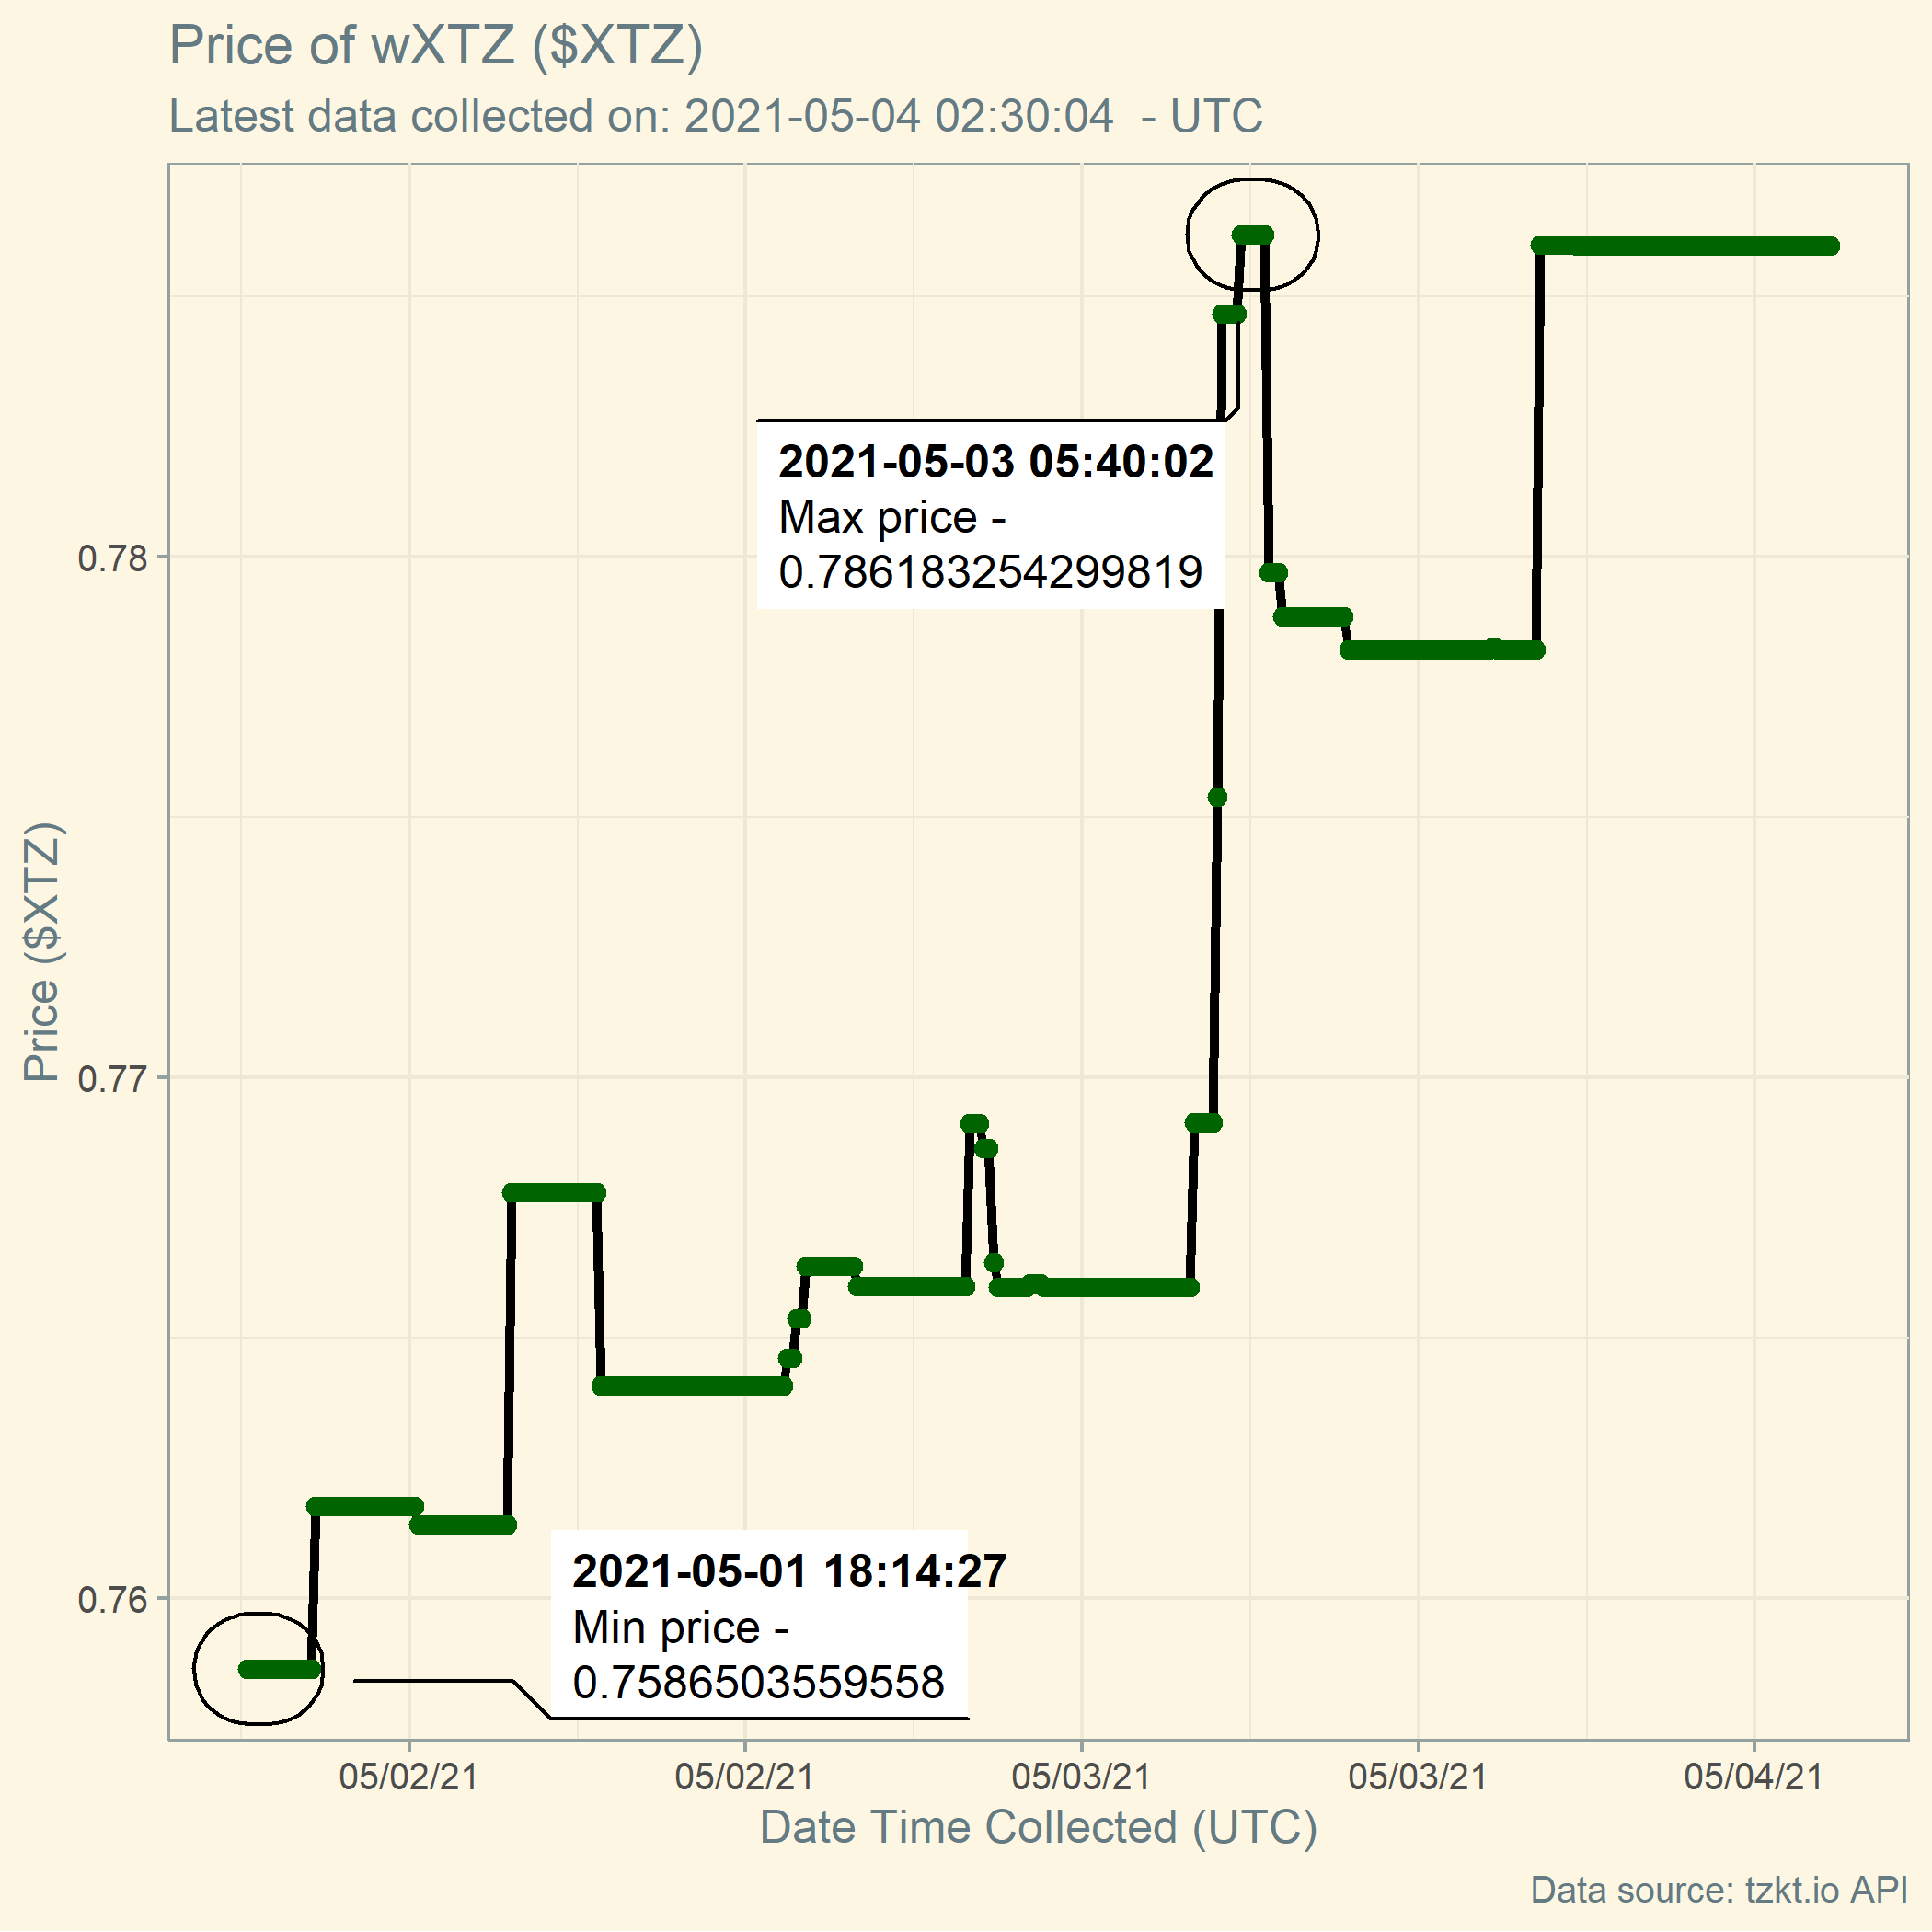 Price of wXTZ ($XTZ)
Latest data collected on: 2021-05-04 02:30:04  - UTC
2021-05-03 05:40:02
Max price -
0.786183254299819
0.78
Price ($XTZ)
0.77
0.76
2021-05-01 18:14:27
Min price -
0.7586503559558
05/02/21 05/02/21 05/03/21 05/03/21 05/04/21
Date Time Collected (UTC)
Data source: tzkt.io API